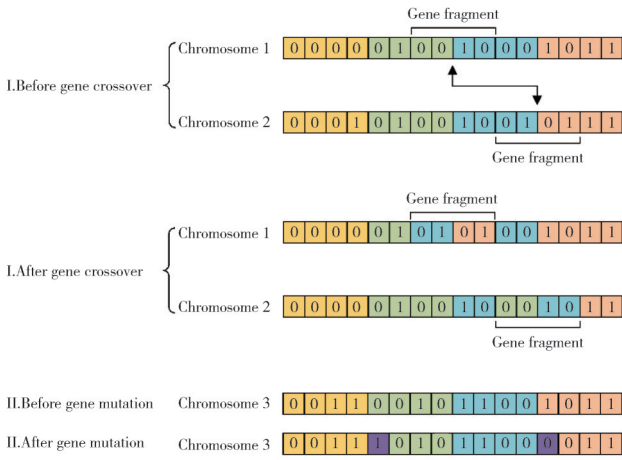 Gene fragment
Chromosome 1 0 0 0 0 0 1 0 0 1 0 0 0 1 0 1 1
I.Before gene crossover
Chromosome 2 0 0 0 1 0 1 0 0 1 0 0 1 0 1 1 1
Gene fragment
Gene fragment
Chromosome 1 0 0 0 0 0 1 0 1 0 1 0 0 1 0 1 1
I.After gene crossover
Chromosome 2 0 0 0 0 0 1 0 0 1 0 0 0 1 0 1 1
Gene fragment
II.Before gene mutation Chromosome 3 0 0 1 1 0 0 1 0 1 1 0 0 1 0 1 1
II.After gene mutation Chromosome 3 0 0 1 1 1 0 1 0 1 1 0 0 0 0 1 1